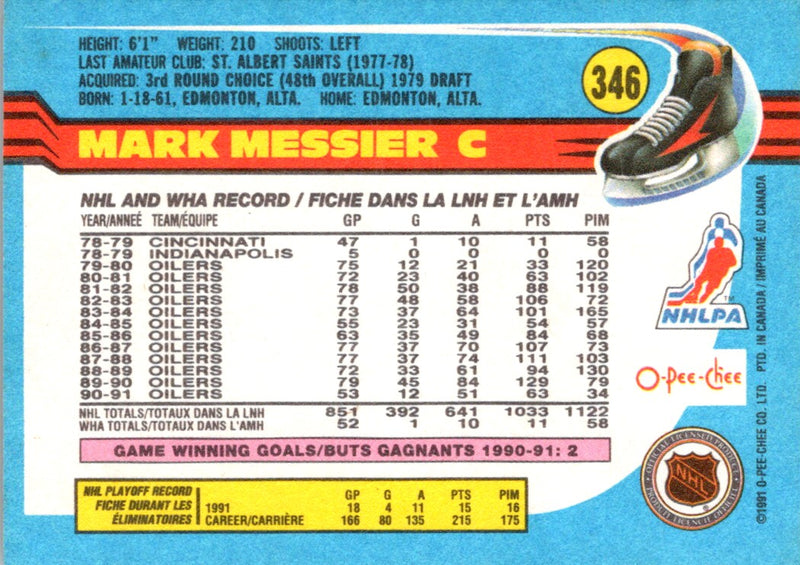 HEIGHT: 6'1" WEIGHT: 210 SHOOTS: LEFT
LAST AMATEUR CLUB: ST. ALBERT SAINTS (1977-78)
ACQUIRED: 3rd ROUND CHOICE (48th OVERALL) 1979 DRAFT
BORN: 1-18-61, EDMONTON, ALTA. HOME: EDMONTON, ALTA.
346
MARK MESSIER C
NHL AND WHA RECORD / FICHE DANS LA LNH ET L'AMH
YEAR/ANNEÉ TEAM/ÉQUIPE GP G A PTS PIM
78-79 CINCINNATI 47 1 10 11 58
78-79 INDIANAPOLIS 5 0 0 0 0
79-80 OILERS 75 12 21 33 120
80-81 OILERS 72 23 40 63 102
81-82 OILERS 78 50 38 88 119
82-83 OILERS 77 48 58 106 72
83-84 OILERS 73 37 64 101 165
84-85 OILERS 55 23 31 54 57
85-86 OILERS 63 35 49 84 68
86-87 OILERS 77 37 70 107 73
87-88 OILERS 77 37 74 111 103
88-89 OILERS 72 33 61 94 130
89-90 OILERS 79 45 84 129 79
90-91 OILERS 53 12 51 63 34
NHL TOTALS/TOTAUX DANS LA LNH 851 392 641 1033 1122
WHA TOTALS/TOTAUX DANS L'AMH 52 1 10 11 58
GAME WINNING GOALS/BUTS GAGNANTS 1990-91: 2
NHL PLAYOFF RECORD
FICHE DURANT LES
ÉLIMINATOIRES
GP G A PTS PIM
1991 18 4 11 15 16
CAREER/CARRIÈRE 166 80 135 215 175
TM
NHLPA
O-Pee-Chee
OFFICIAL LICENSED PRODUCT
NHL
®
PRODUIT LICENCIÉ OFFICIEL
©1991 O-PEE-CHEE CO. LTD. PTD. IN CANADA / IMPRIMÉ AU CANADA